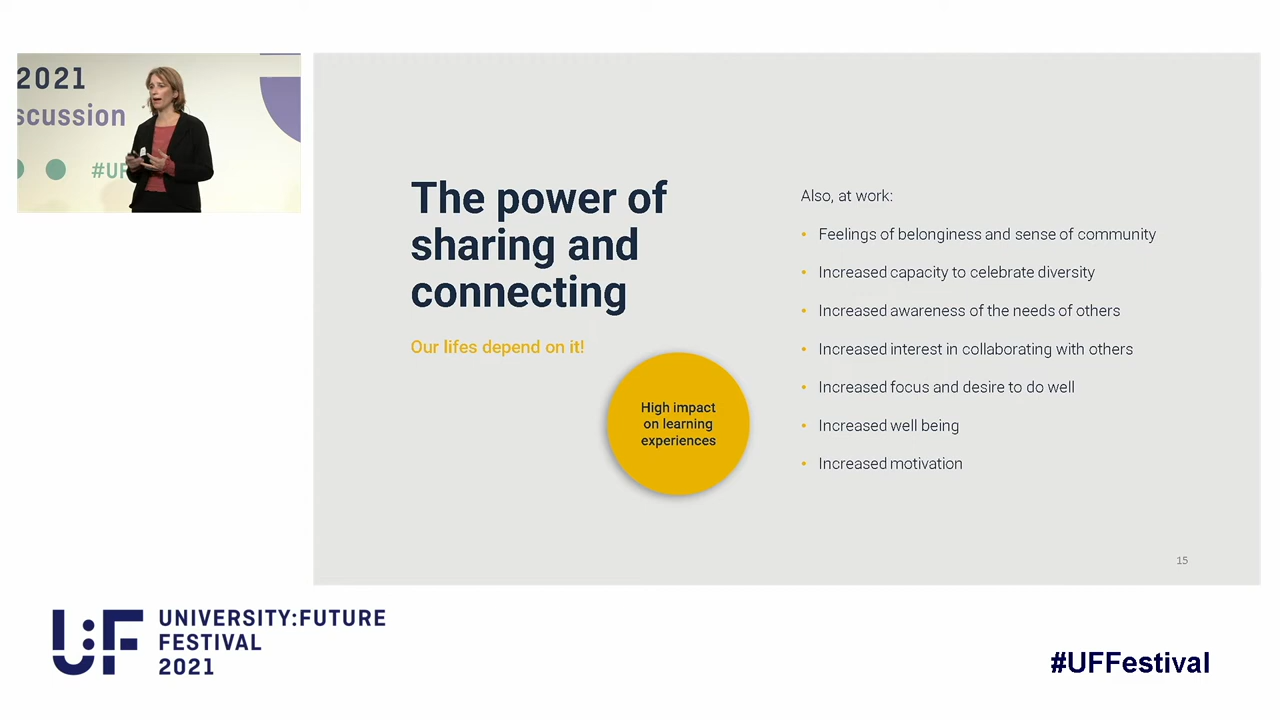 2021
scussion
#UF
The power of
sharing and
connecting
Our lifes depend on it!
High impact
on learning
experiences
Also, at work:
• Feelings of belonginess and sense of community
• Increased capacity to celebrate diversity
• Increased awareness of the needs of others
• Increased interest in collaborating with others
• Increased focus and desire to do well
• Increased well being
• Increased motivation
15
U:F
UNIVERSITY:FUTURE
FESTIVAL
2021
#UFFestival